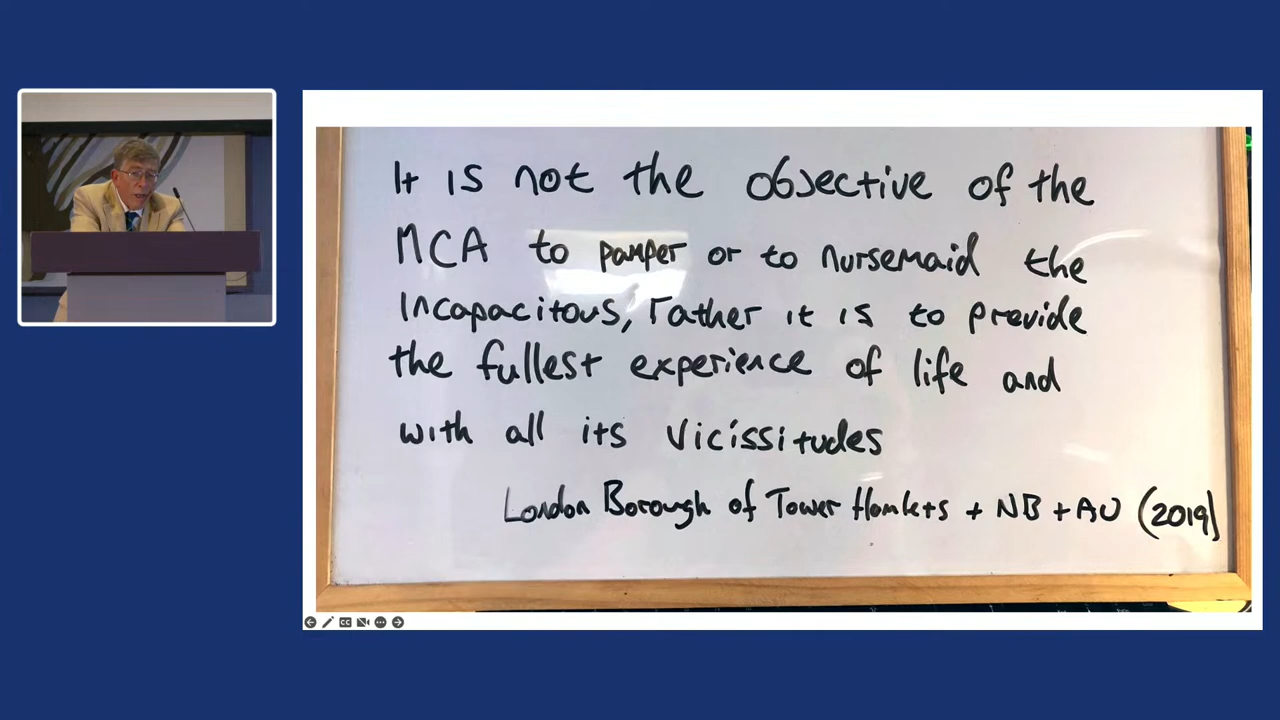 It is not the objective of the
MCA to pamper or to nursemaid the
incapacitous, rather it is to provide
the fullest experience of life and
with all its vicissitudes
London Borough of Tower Hamlets + NB + AU (2019)
CC